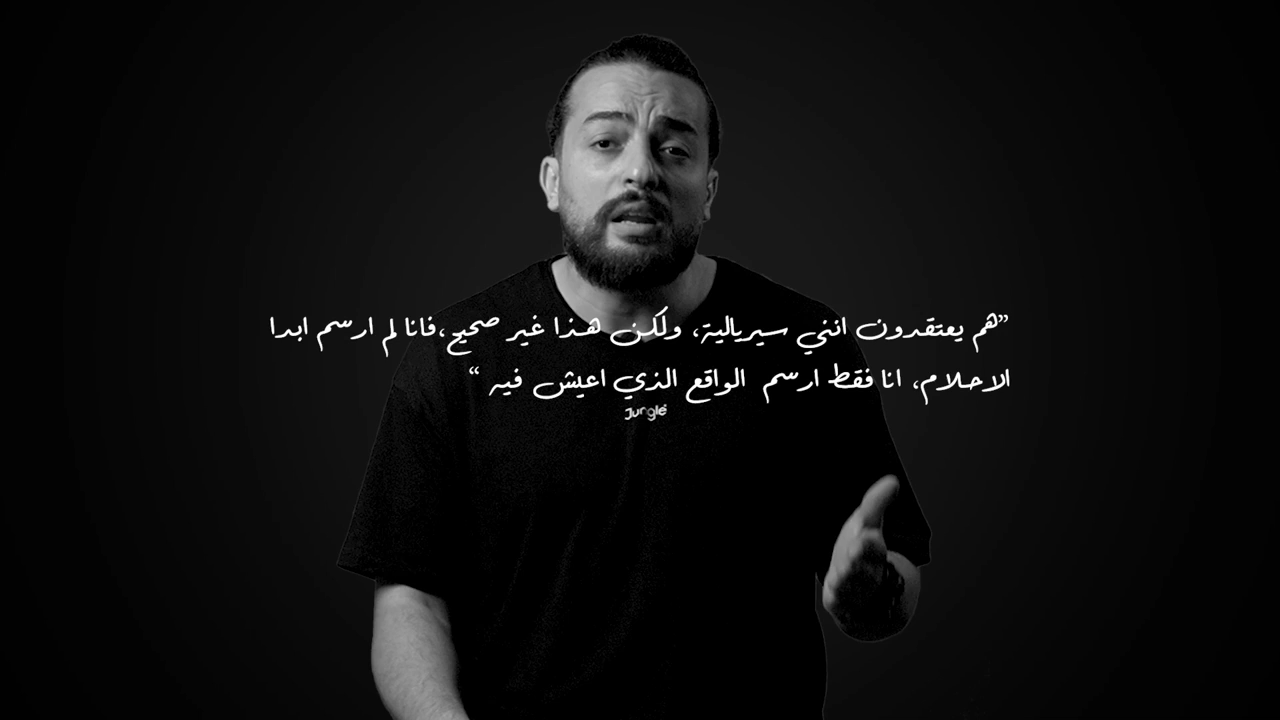 ”هم يعتقدون انني سيريالية، ولكن هذا غير صحيح،فانا لم ارسم ابدا
الاحلام، انا فقط ارسم الواقع الذي اعيش فيه “
Jungle